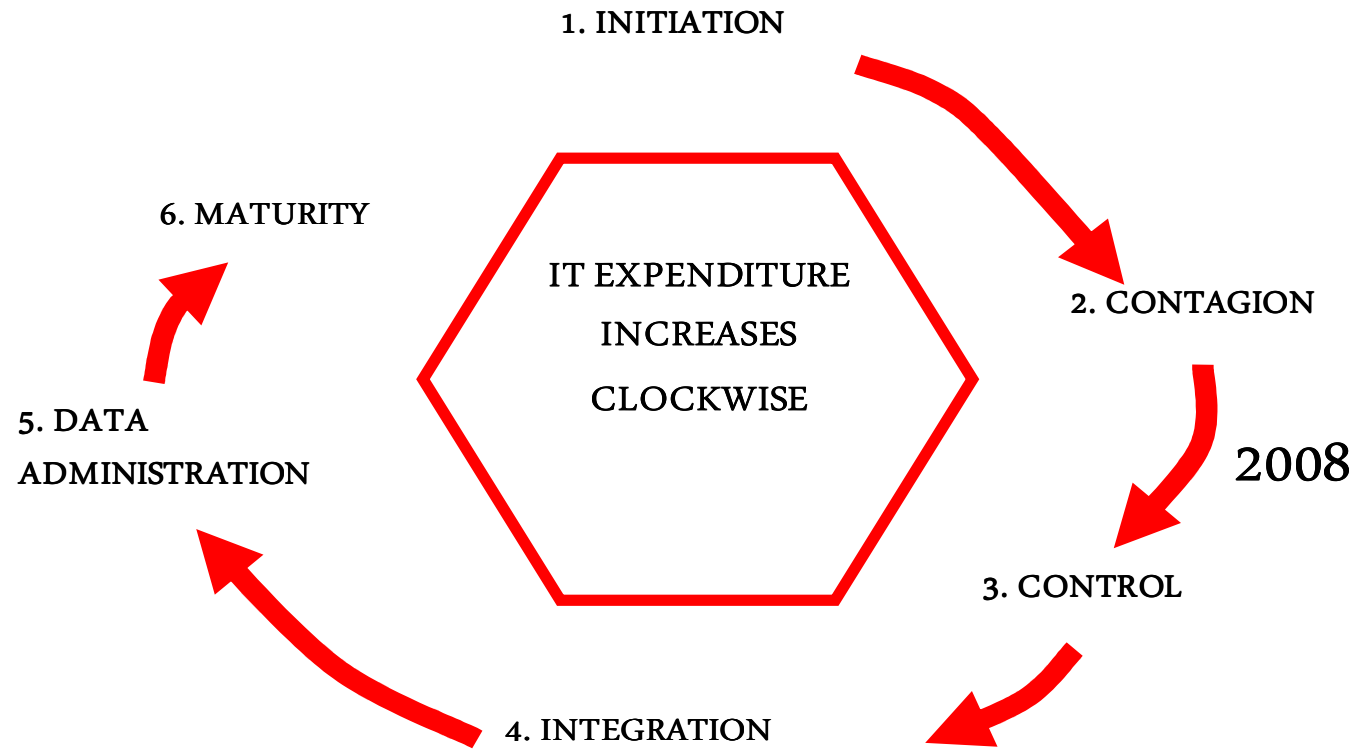 1. INITIATION
6. MATURITY
IT EXPENDITURE
INCREASES
CLOCKWISE
2. CONTAGION
5. DATA
ADMINISTRATION
2008
3. CONTROL
4. INTEGRATION